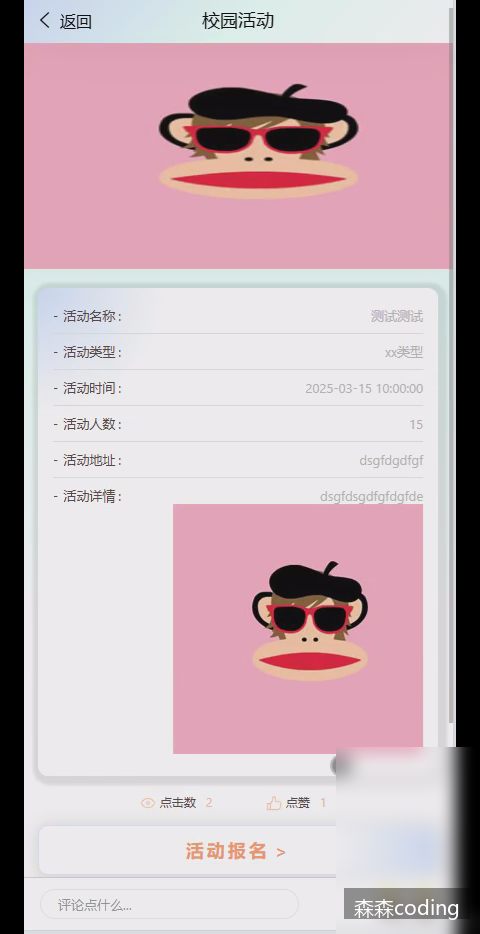 返回 校园活动
- 活动名称： 测试测试
- 活动类型： xx类型
- 活动时间： 2025-03-15 10:00:00
- 活动人数： 15
- 活动地址： dsgfdgdfgf
- 活动详情： dsgfdsgdfgfdgfde
点击数 2 点赞 1
活动报名 >
评论点什么...
森森coding